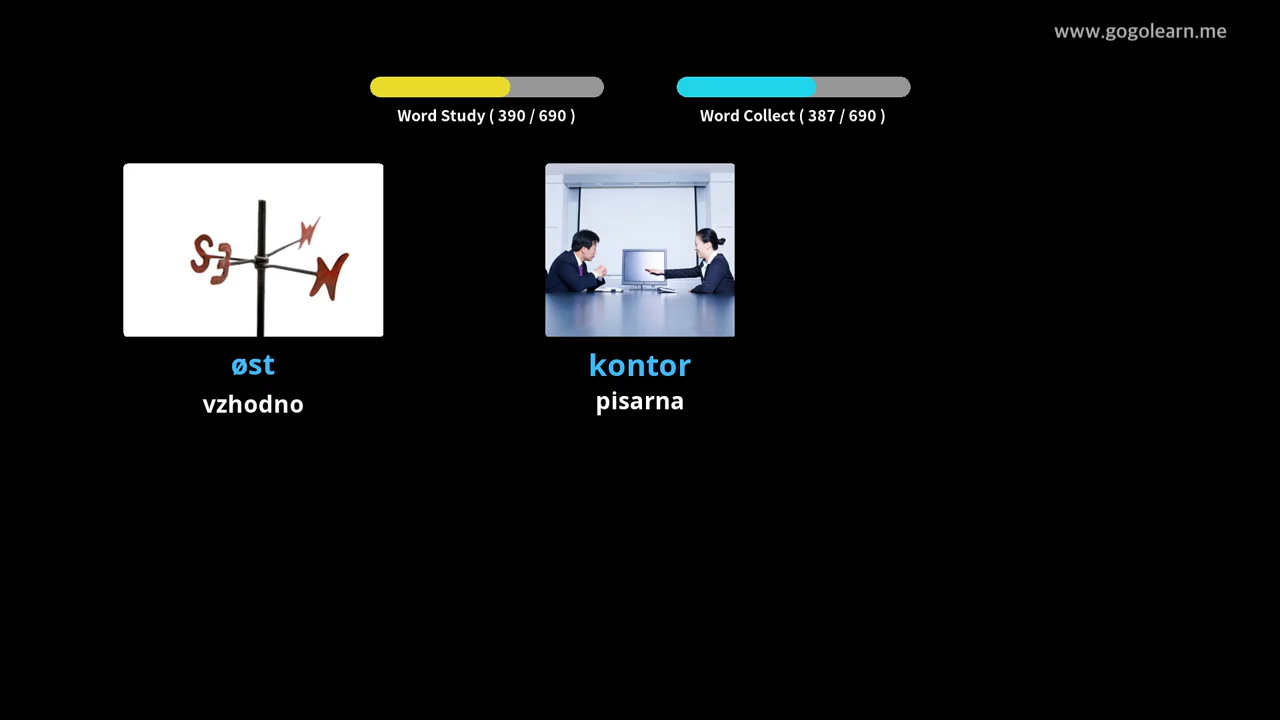 www.gogolearn.me
Word Study ( 390 / 690 )
Word Collect ( 387 / 690 )
S E N
øst
vzhodno
kontor
pisarna